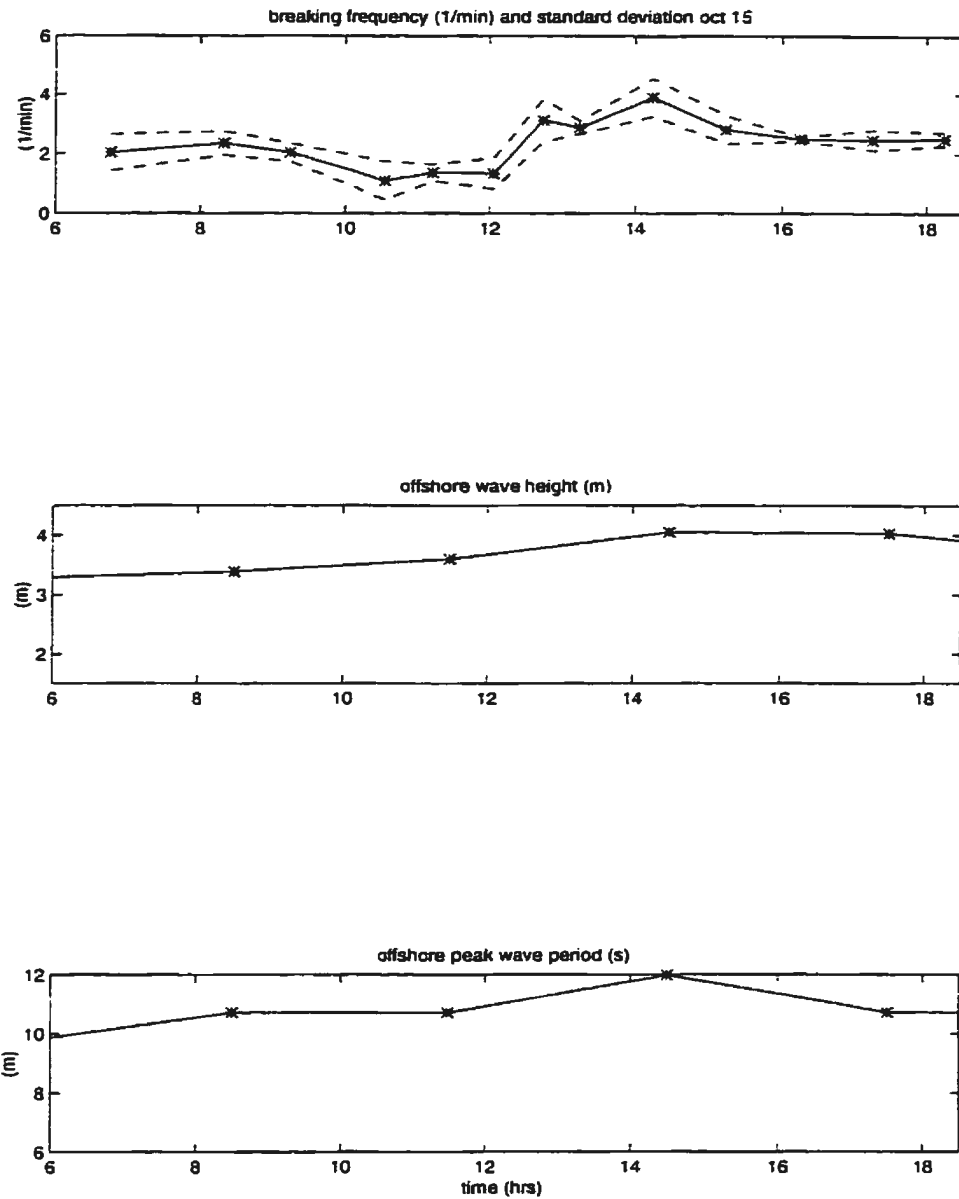 breaking frequency (1/min) and standard deviation oct 15
6
4
2
0
(1/min)
6 8 10 12 14 16 18
offshore wave height (m)
4
3
2
(m)
6 8 10 12 14 16 18
offshore peak wave period (s)
12
10
8
6
(m)
6 8 10 12 14 16 18
time (hrs)